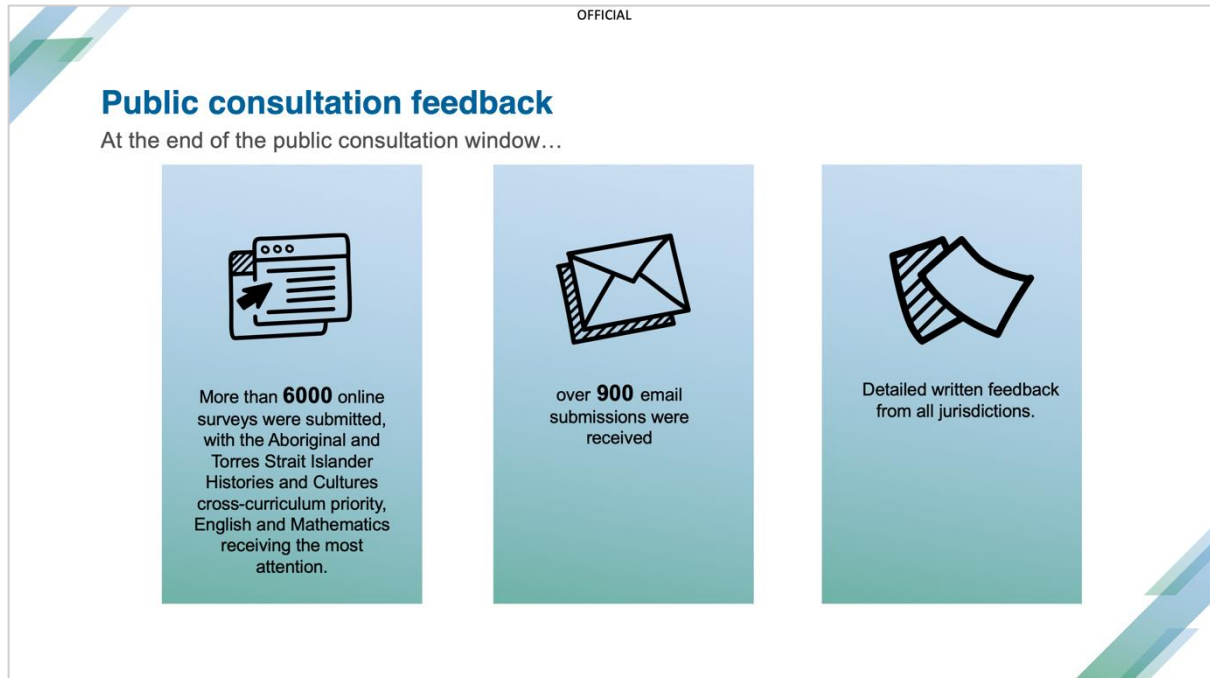 OFFICIAL
Public consultation feedback
At the end of the public consultation window…
More than 6000 online
surveys were submitted,
with the Aboriginal and
Torres Strait Islander
Histories and Cultures
cross-curriculum priority,
English and Mathematics
receiving the most
attention.
over 900 email
submissions were
received
Detailed written feedback
from all jurisdictions.